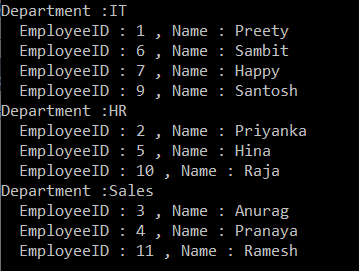 Department :IT
  EmployeeID : 1 , Name : Preety
  EmployeeID : 6 , Name : Sambit
  EmployeeID : 7 , Name : Happy
  EmployeeID : 9 , Name : Santosh
Department :HR
  EmployeeID : 2 , Name : Priyanka
  EmployeeID : 5 , Name : Hina
  EmployeeID : 10 , Name : Raja
Department :Sales
  EmployeeID : 3 , Name : Anurag
  EmployeeID : 4 , Name : Pranaya
  EmployeeID : 11 , Name : Ramesh